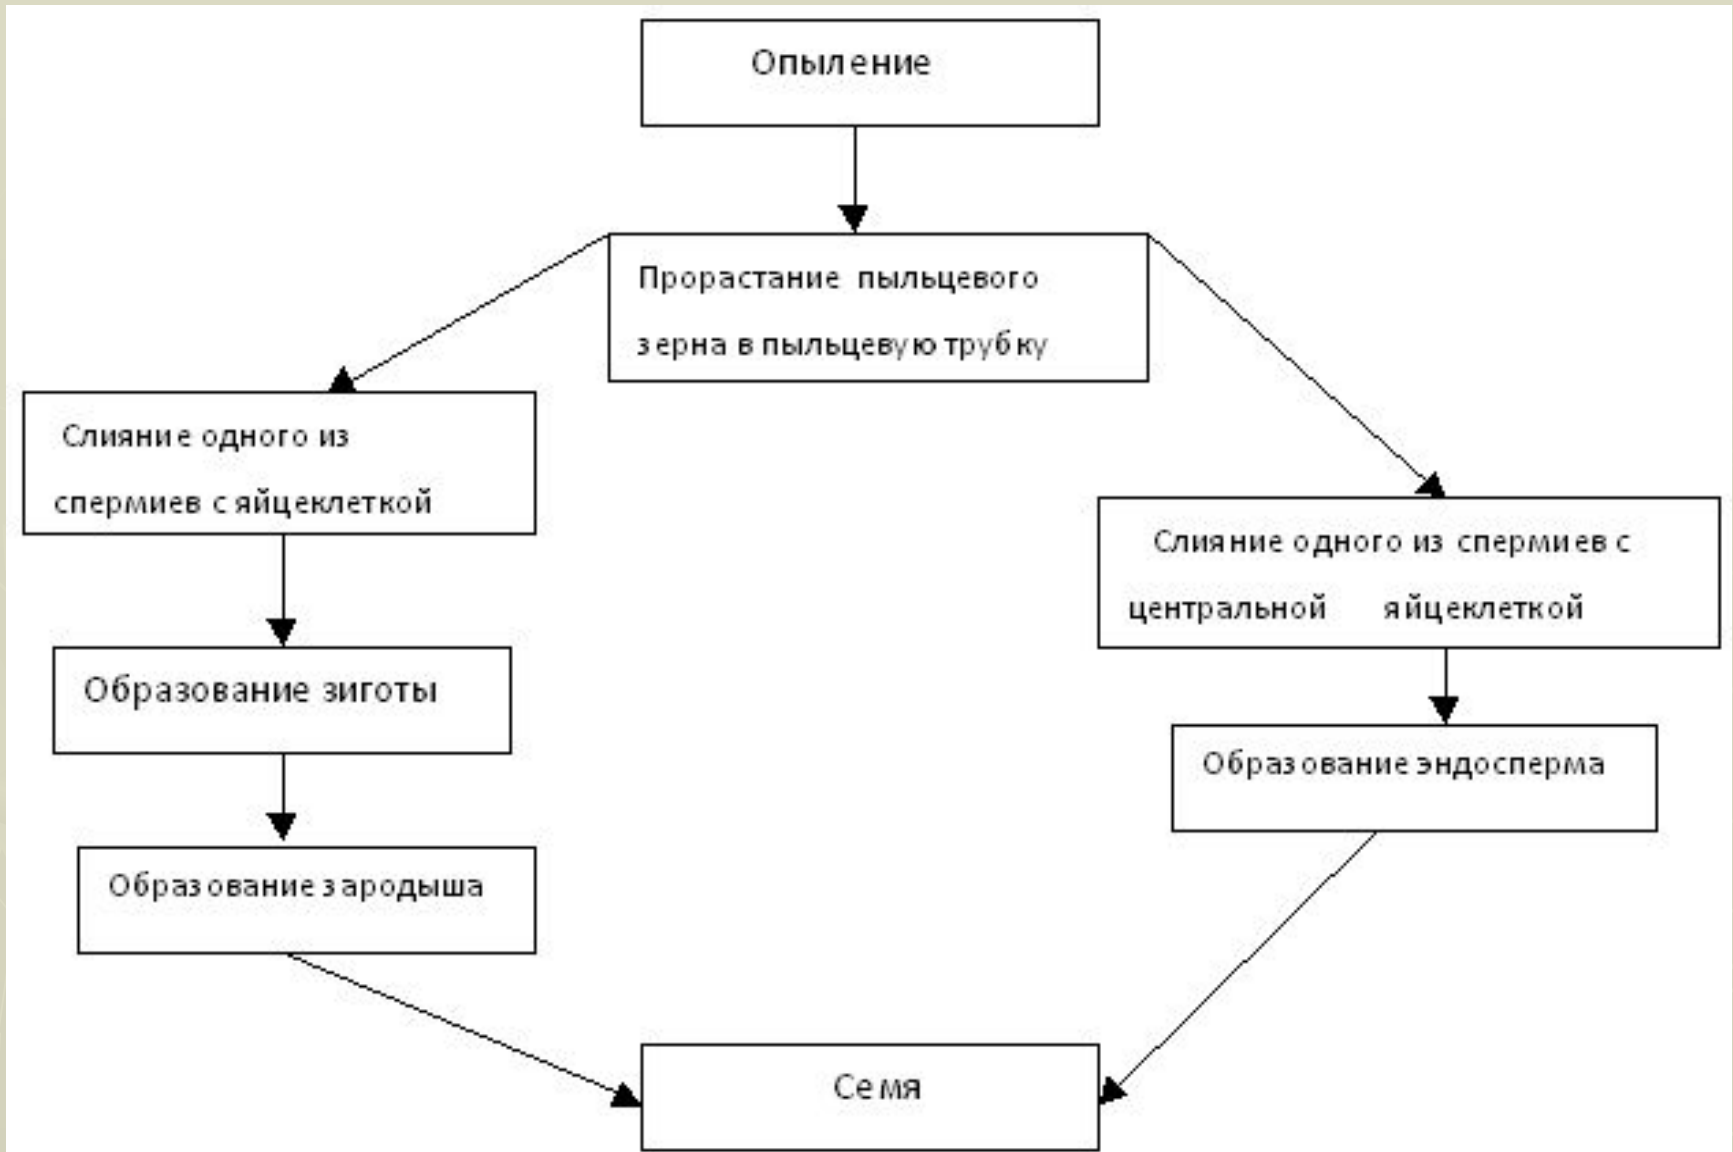 Опыление
Прорастание пыльцевого
зерна в пыльцевую трубку
Слияние одного из
спермиев с яйцеклеткой
Слияние одного из спермиев с
центральной яйцеклеткой
Образование зиготы
Образование эндосперма
Образование зародыша
Семя